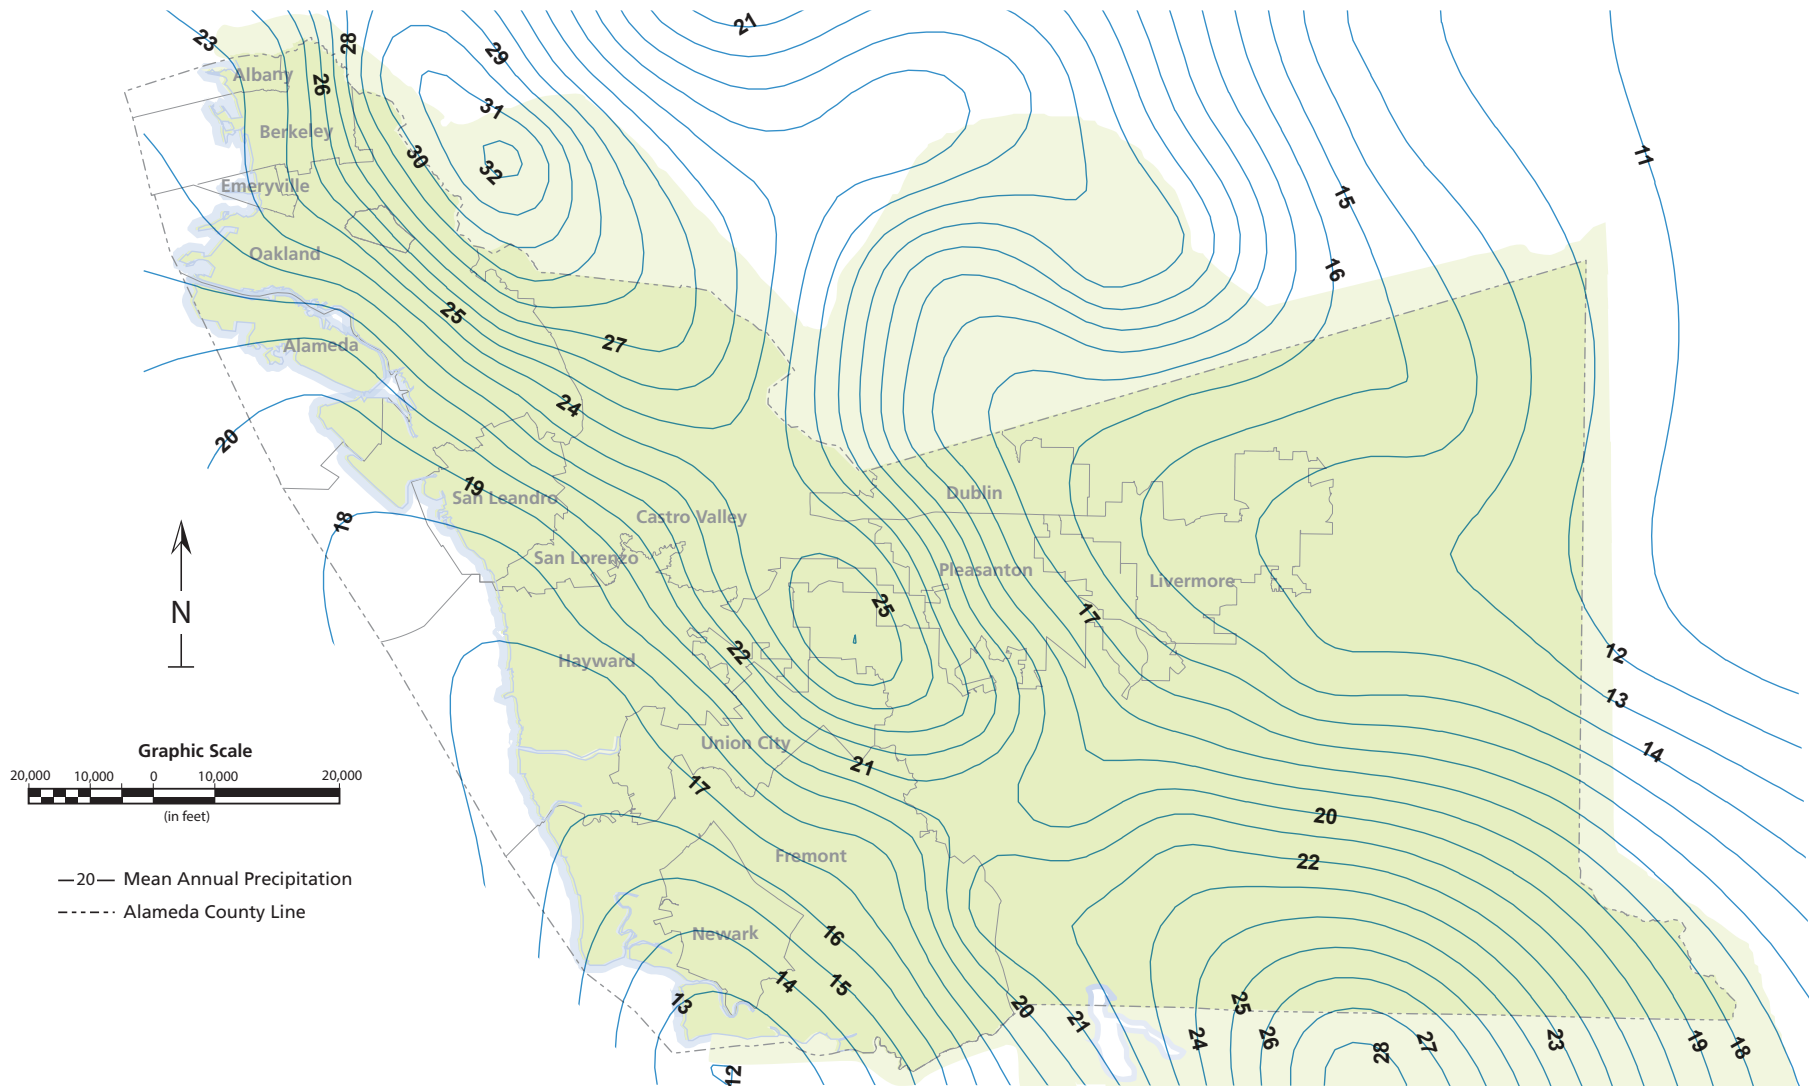 21
23
28
29
Albany
26
31
Berkeley
11
30
32
Emeryville
15
Oakland
16
25
Alameda
27
24
20
19
San Leandro
Dublin
18
Castro Valley
San Lorenzo
Pleasanton
Livermore
25
17
N
22
12
Hayward
13
Union City
14
Graphic Scale
21
20,000 10,000 0 10,000 20,000
17
(in feet)
20
Fremont
22
—20— Mean Annual Precipitation
Alameda County Line
Newark
16
14
15
13
20
21
25
24
26
28
27
23
19
18
12